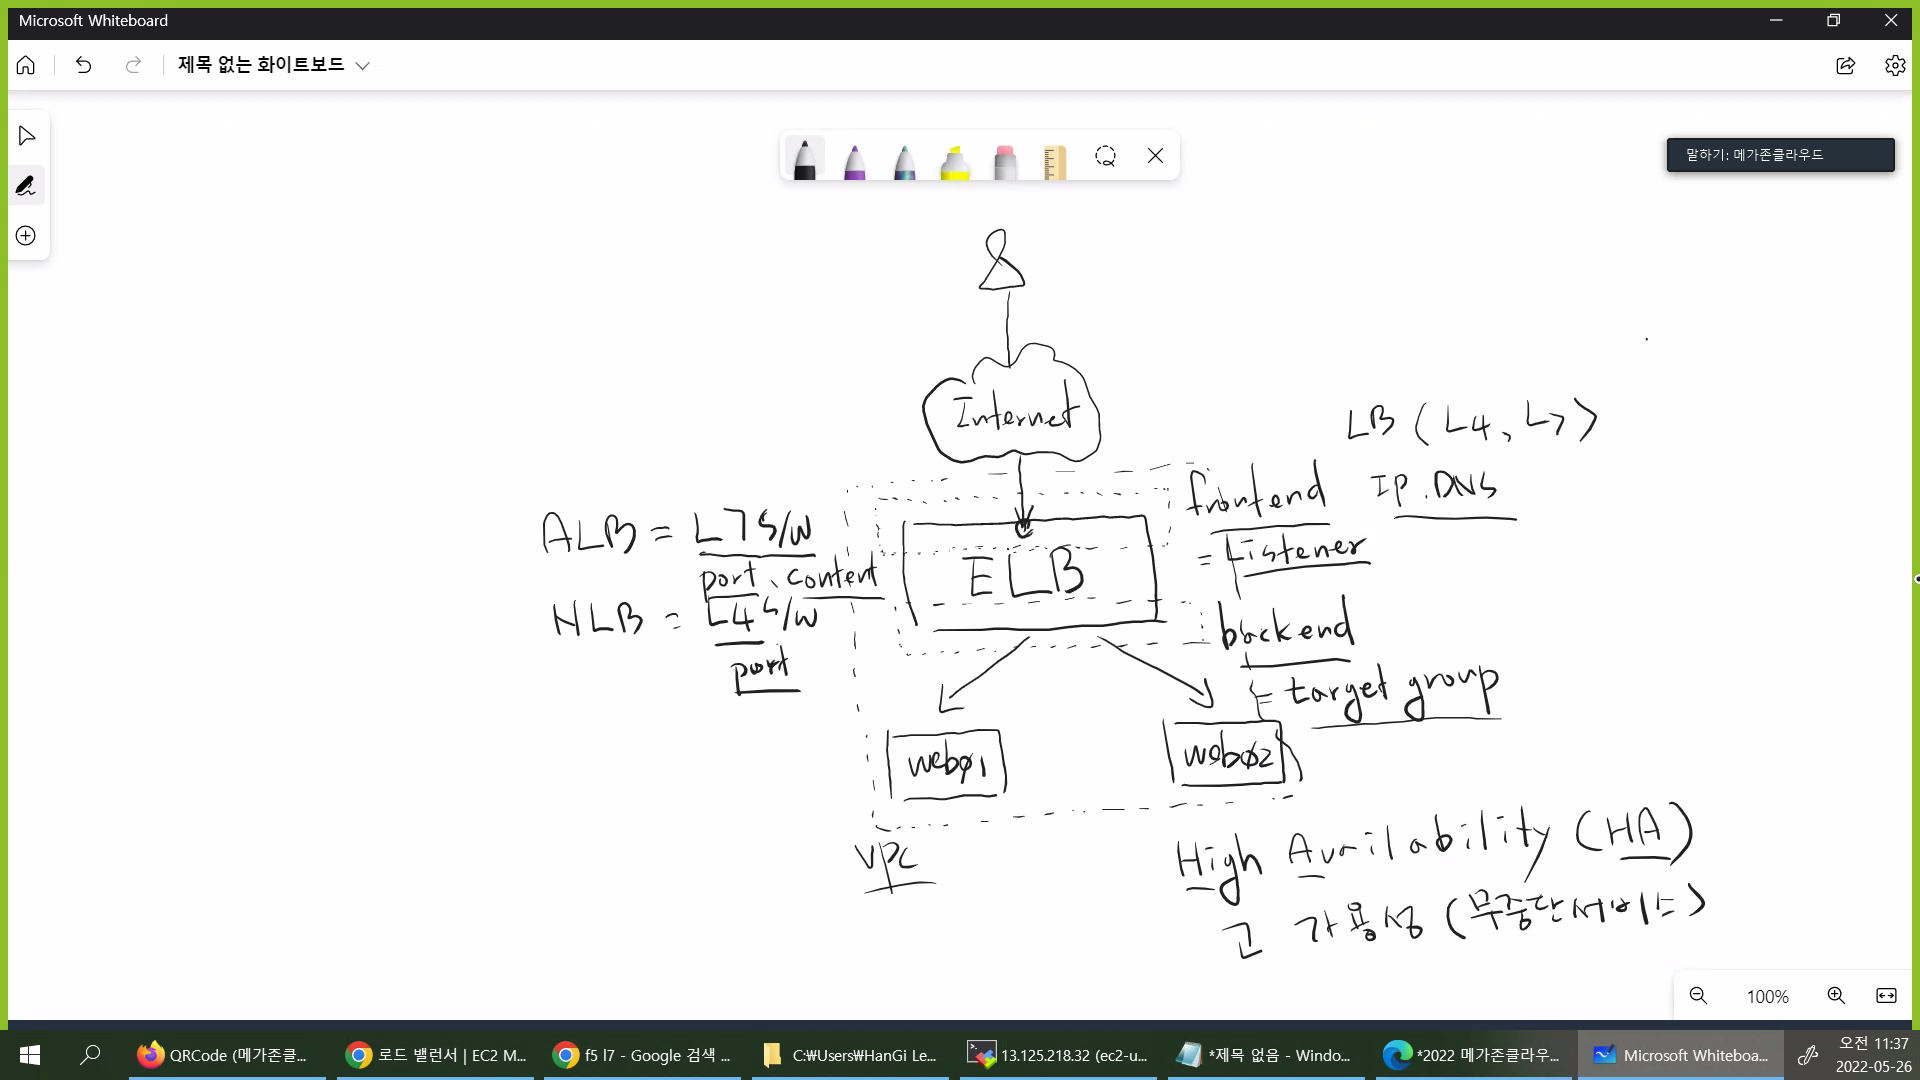 Microsoft Whiteboard
제목 없는 화이트보드
말하기: 메가존클라우드
Internet
LB (L4, L7)
IP. DNS
frontend
= Listener
ALB = L7 S/W
port, content
NLB = L4 S/W
port
ELB
backend
= target group
web01
web02
VPC
High Availability (HA)
고 가용성 (무중단서비스)
100%
QRCode (메가존클...
로드 밸런서 | EC2 M...
f5 l7 - Google 검색 ...
C:₩Users₩HanGi Le...
13.125.218.32 (ec2-u...
*제목 없음 - Windo...
*2022 메가존클라우...
Microsoft Whiteboa...
오전 11:37
2022-05-26